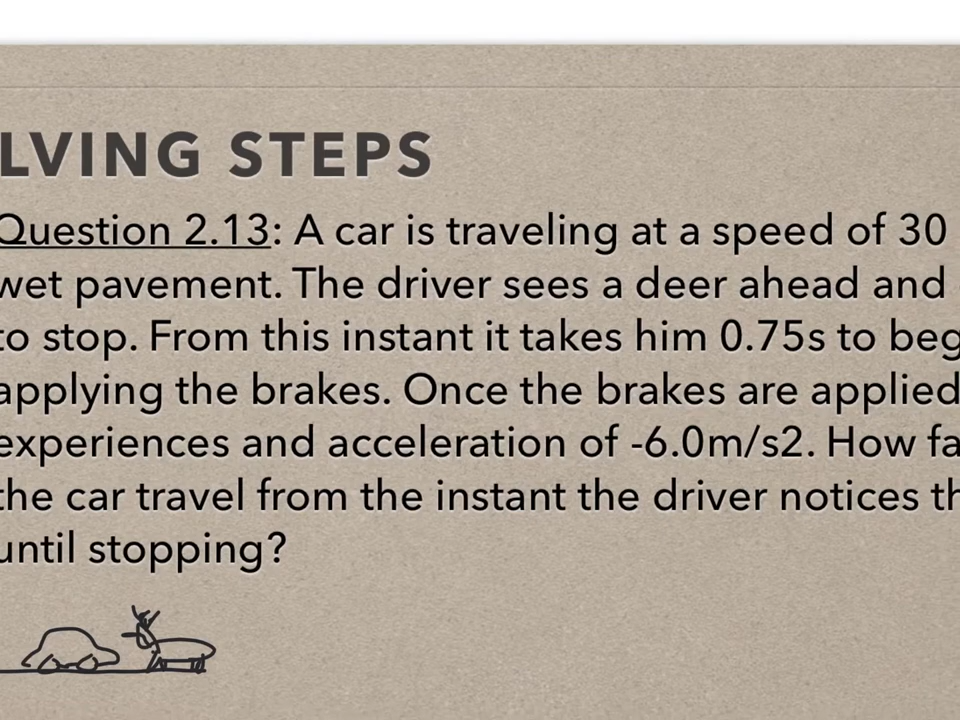 LVING STEPS
Question 2.13: A car is traveling at a speed of 30
wet pavement. The driver sees a deer ahead and
to stop. From this instant it takes him 0.75s to beg
applying the brakes. Once the brakes are applied
experiences and acceleration of -6.0m/s2. How fa
the car travel from the instant the driver notices th
until stopping?